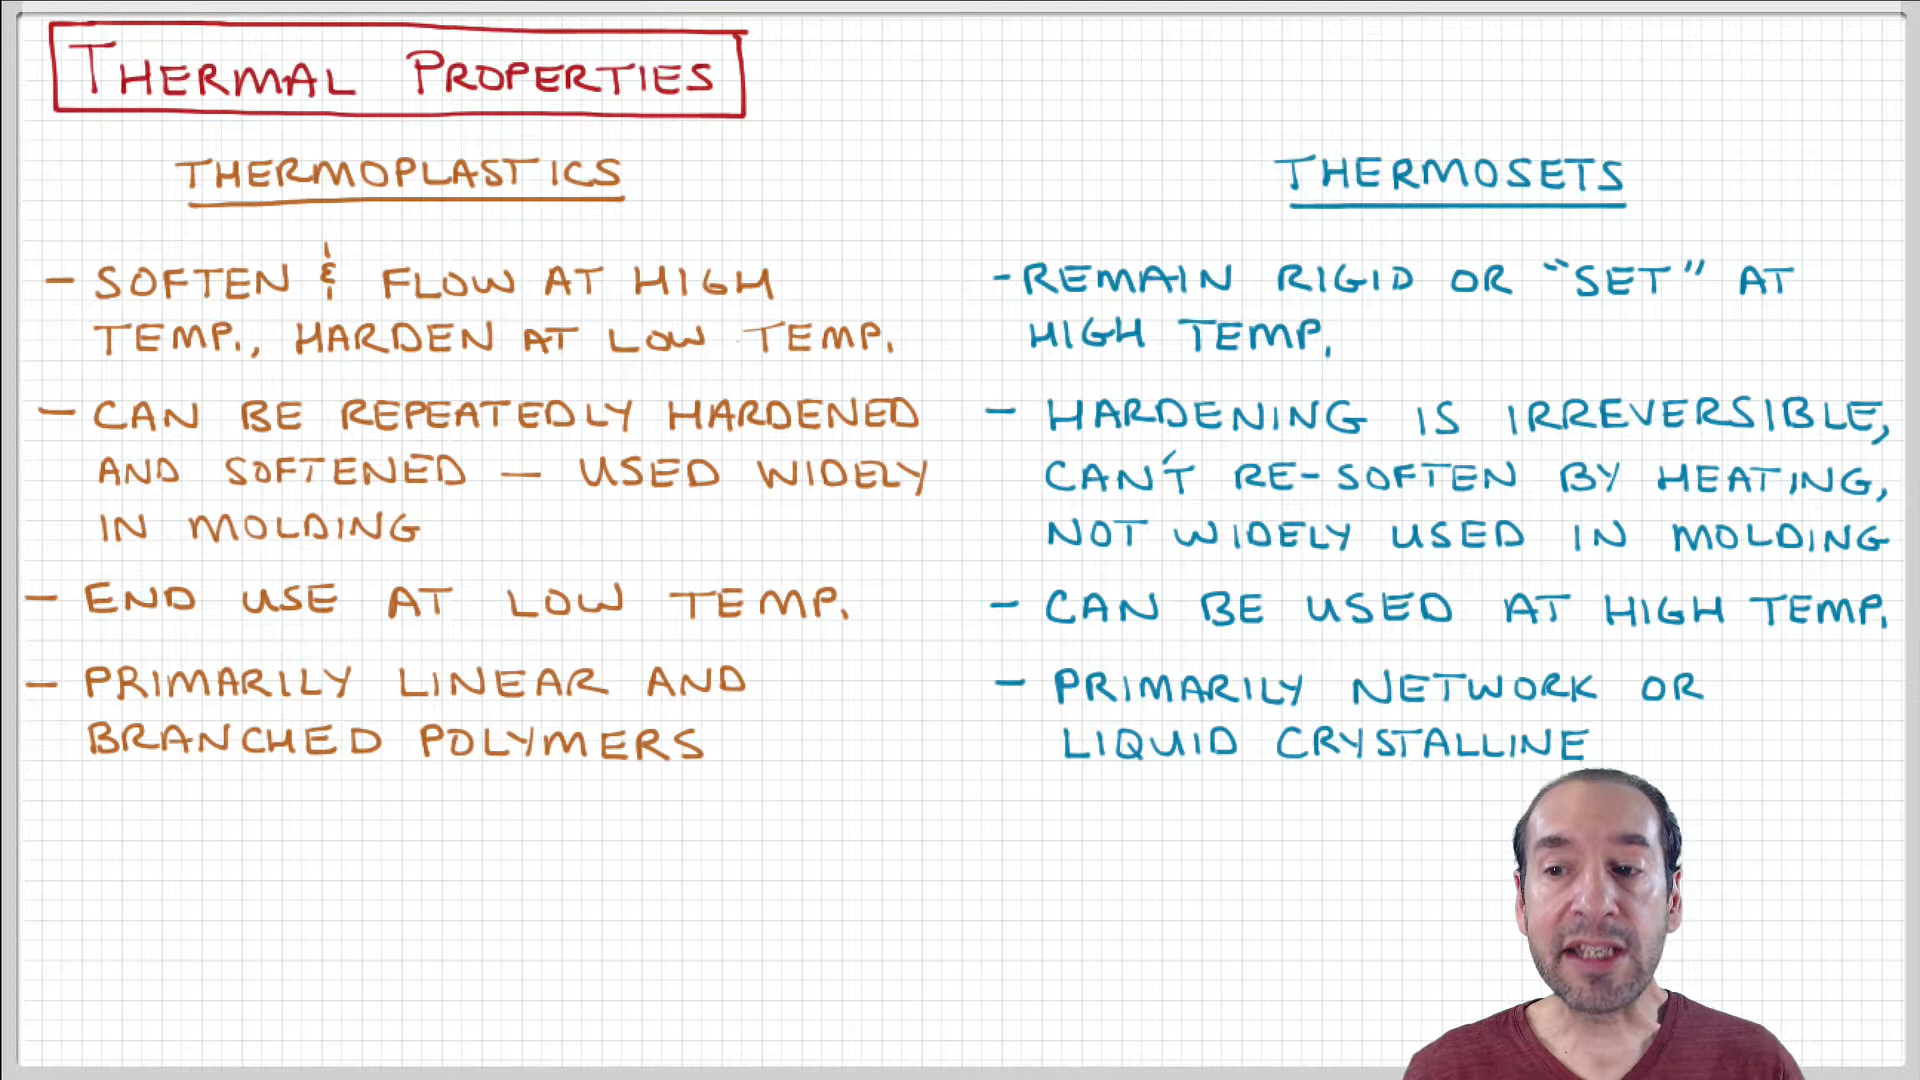 THERMAL PROPERTIES
THERMOPLASTICS
- SOFTEN & FLOW AT HIGH
TEMP., HARDEN AT LOW TEMP.
- CAN BE REPEATEDLY HARDENED
AND SOFTENED - USED WIDELY
IN MOLDING
- END USE AT LOW TEMP.
- PRIMARILY LINEAR AND
BRANCHED POLYMERS
THERMOSETS
- REMAIN RIGID OR "SET" AT
HIGH TEMP.
- HARDENING IS IRREVERSIBLE,
CAN'T RE-SOFTEN BY HEATING,
NOT WIDELY USED IN MOLDING
- CAN BE USED AT HIGH TEMP.
- PRIMARILY NETWORK OR
LIQUID CRYSTALLINE